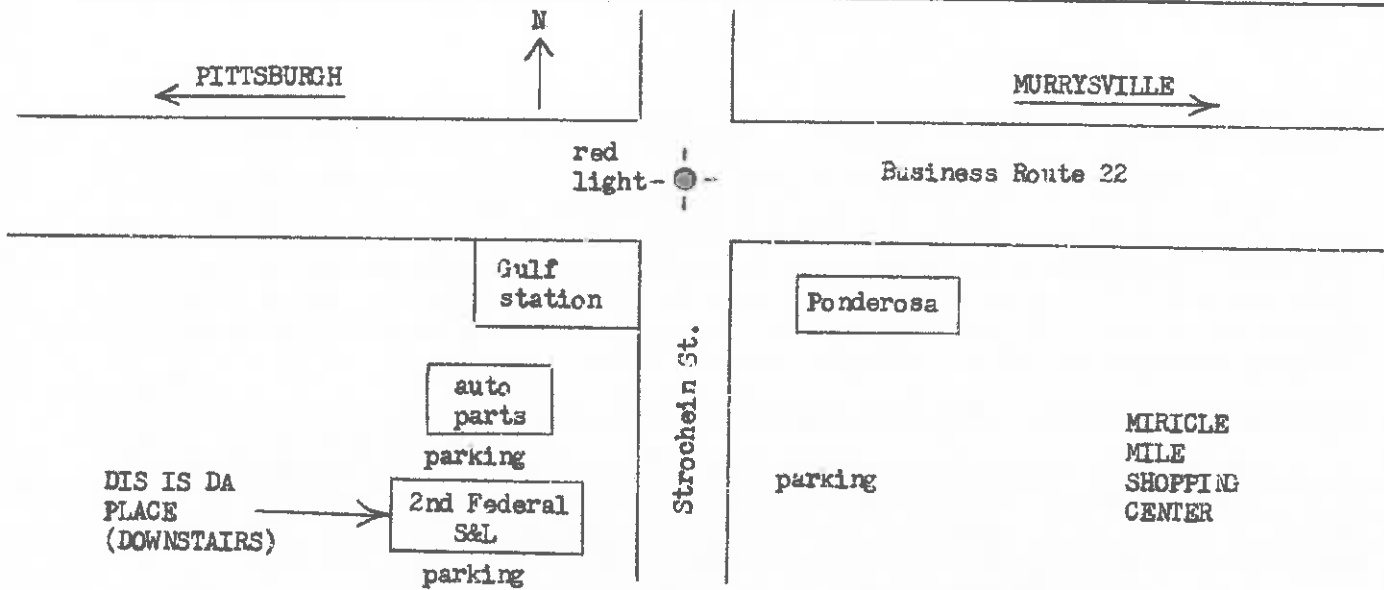 N
PITTSBURGH
MURRYSVILLE
red
light
Business Route 22
Gulf
station
Ponderosa
Strochein St.
auto
parts
parking
MIRICLE
MILE
SHOPPING
CENTER
parking
DIS IS DA
PLACE
(DOWNSTAIRS)
2nd Federal
S&L
parking